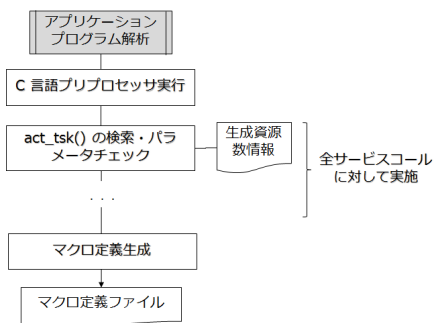 アプリケーション
プログラム解析
C 言語プリプロセッサ実行
act_tsk() の検索・パラ
メータチェック
生成資源
数情報
全サービスコール
に対して実施
. . .
マクロ定義生成
マクロ定義ファイル